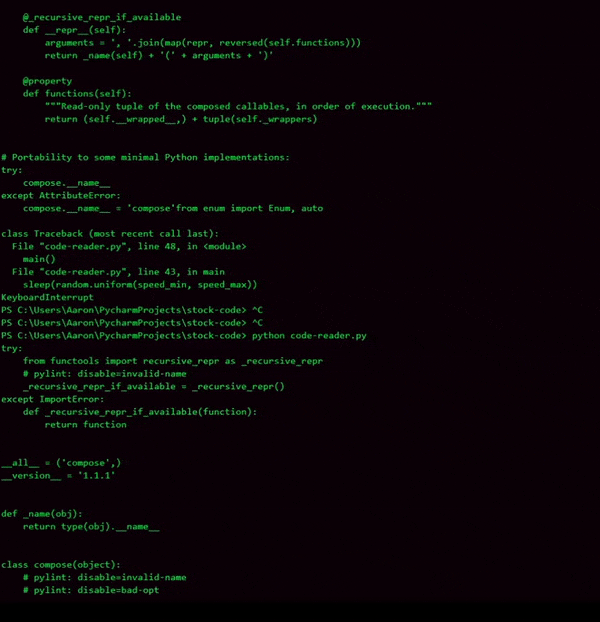 @_recursive_repr_if_available
def __repr__(self):
arguments = ', '.join(map(repr, reversed(self.functions)))
return _name(self) + '(' + arguments + ')'
@property
def functions(self):
"""Read-only tuple of the composed callables, in order of execution."""
return (self.__wrapped__,) + tuple(self._wrappers)
# Portability to some minimal Python implementations:
try:
compose.__name__
except AttributeError:
compose.__name__ = 'compose'from enum import Enum, auto
class Traceback (most recent call last):
File "code-reader.py", line 48, in <module>
main()
File "code-reader.py", line 43, in main
sleep(random.uniform(speed_min, speed_max))
KeyboardInterrupt
PS C:\Users\Aaron\PycharmProjects\stock-code> ^C
PS C:\Users\Aaron\PycharmProjects\stock-code> ^C
PS C:\Users\Aaron\PycharmProjects\stock-code> python code-reader.py
try:
from functools import recursive_repr as _recursive_repr
# pylint: disable=invalid-name
_recursive_repr_if_available = _recursive_repr()
except ImportError:
def _recursive_repr_if_available(function):
return function
__all__ = ('compose',)
__version__ = '1.1.1'
def _name(obj):
return type(obj).__name__
class compose(object):
# pylint: disable=invalid-name
# pylint: disable=bad-opt